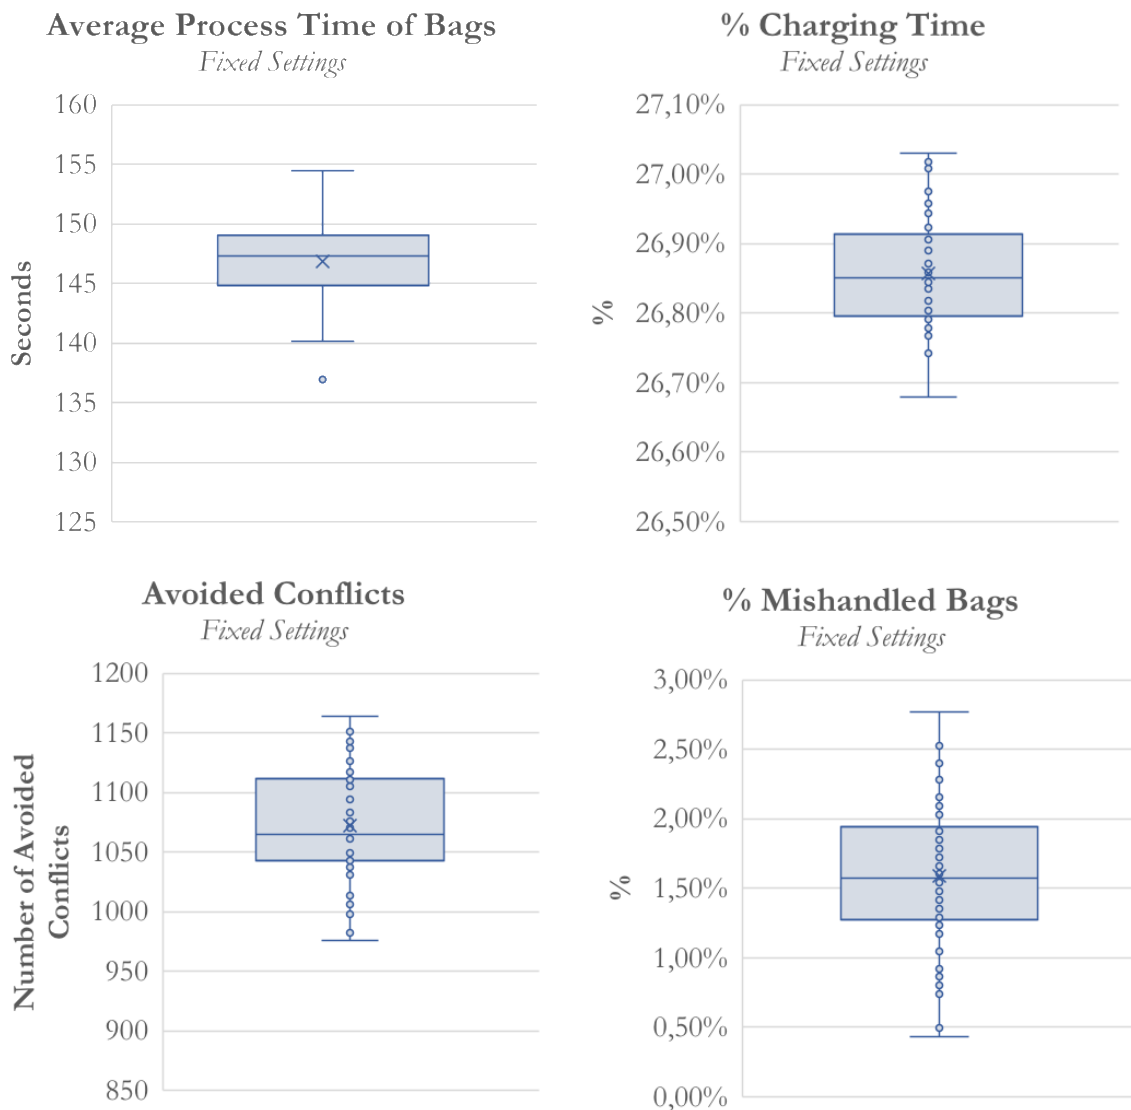 Average Process Time of Bags
Fixed Settings
160
155
150
145
140
135
130
125
Seconds
% Charging Time
Fixed Settings
27,10%
27,00%
26,90%
26,80%
26,70%
26,60%
26,50%
%
Avoided Conflicts
Fixed Settings
1200
1150
1100
1050
1000
950
900
850
Number of Avoided
Conflicts
% Mishandled Bags
Fixed Settings
3,00%
2,50%
2,00%
1,50%
1,00%
0,50%
0,00%
%